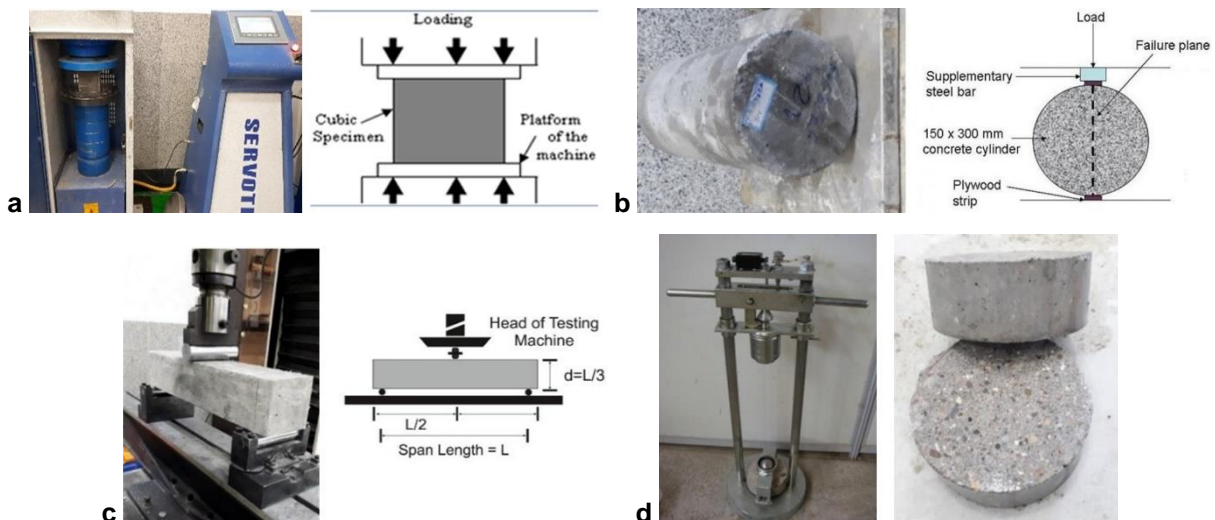 Loading
Cubic
Specimen
Platform
of the
machine
SERVOTE
a
Load
Failure plane
Supplementary
steel bar
150 x 300 mm
concrete cylinder
Plywood
strip
b
Head of Testing
Machine
d=L/3
L/2
Span Length = L
c
d